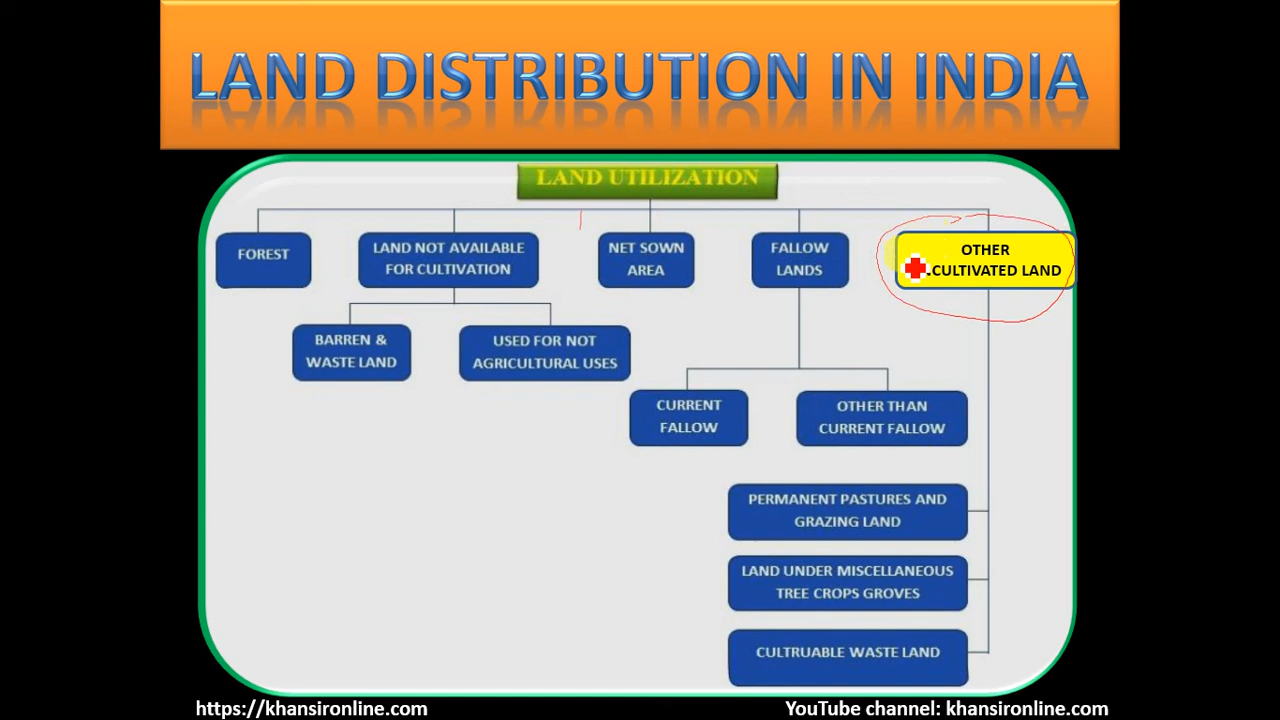 LAND DISTRIBUTION IN INDIA
LAND UTILIZATION
FOREST
LAND NOT AVAILABLE
FOR CULTIVATION
NET SOWN
AREA
FALLOW
LANDS
OTHER
.CULTIVATED LAND
BARREN &
WASTE LAND
USED FOR NOT
AGRICULTURAL USES
CURRENT
FALLOW
OTHER THAN
CURRENT FALLOW
PERMANENT PASTURES AND
GRAZING LAND
LAND UNDER MISCELLANEOUS
TREE CROPS GROVES
CULTRUABLE WASTE LAND
https://khansironline.com
YouTube channel: khansironline.com